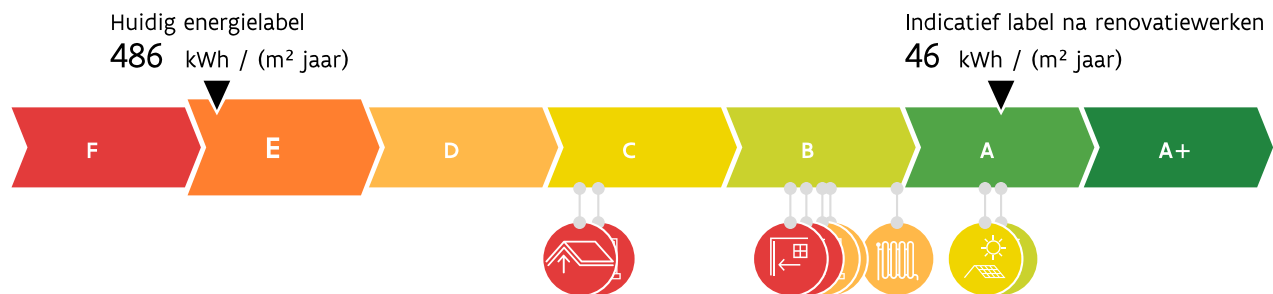 Huidig energielabel
486 kWh / (m² jaar)
Indicatief label na renovatiewerken
46 kWh / (m² jaar)
F E D C B A A+